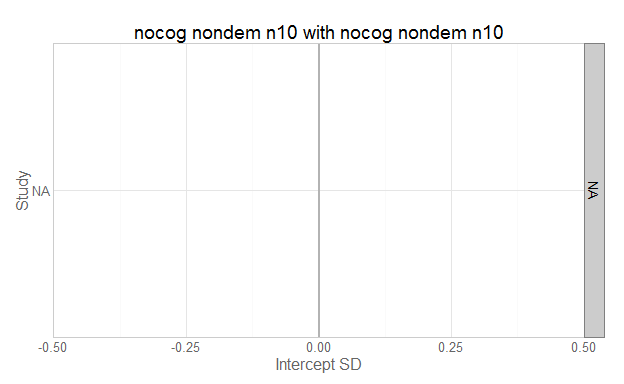 nocog nondem n10 with nocog nondem n10
Study
NA
NA
-0.50 -0.25 0.00 0.25 0.50
Intercept SD